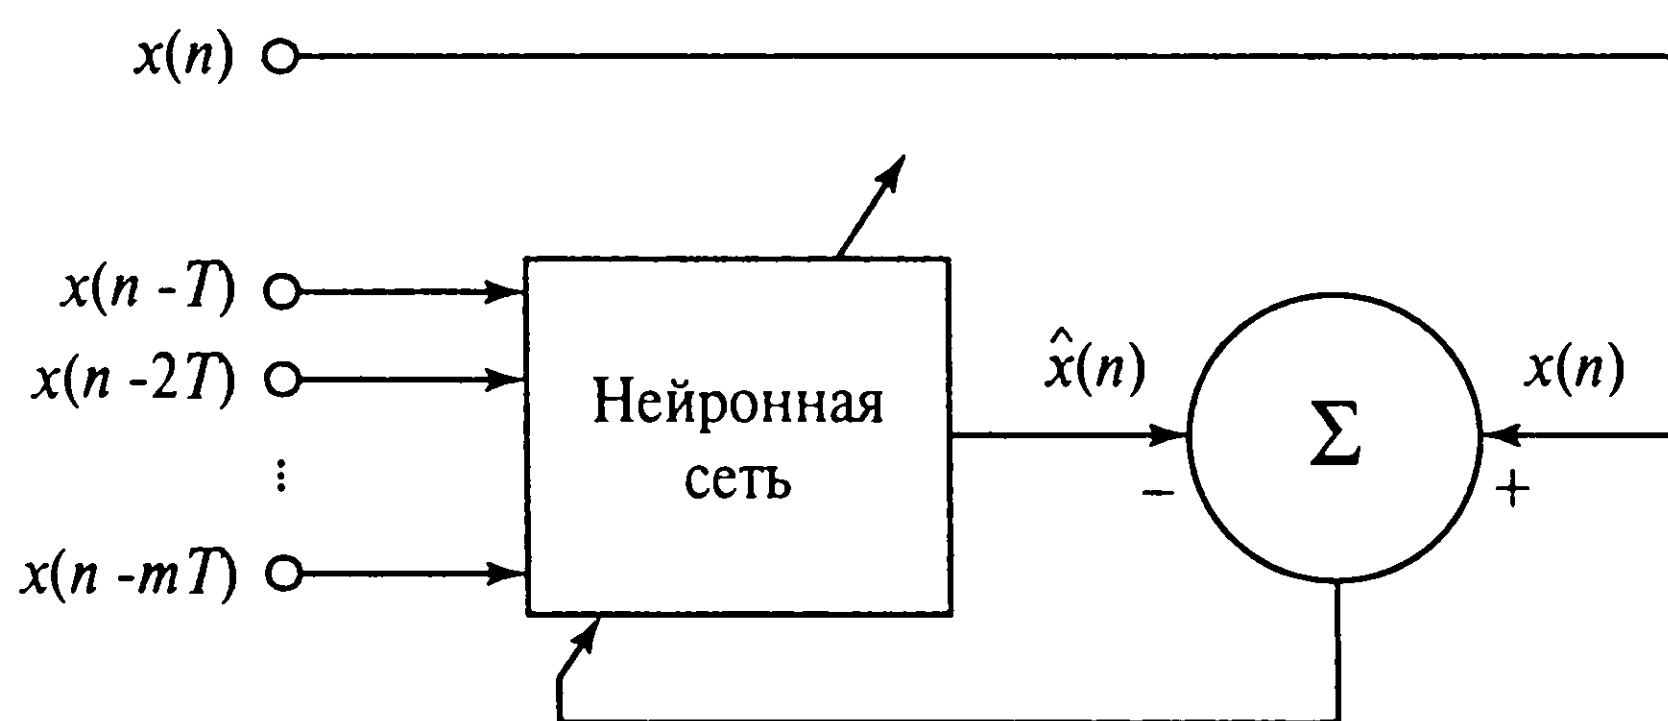 x(n)
x(n -T)
x(n -2T)
⋮
x(n -mT)
Нейронная
сеть
x̂(n)
−
Σ
x(n)
+